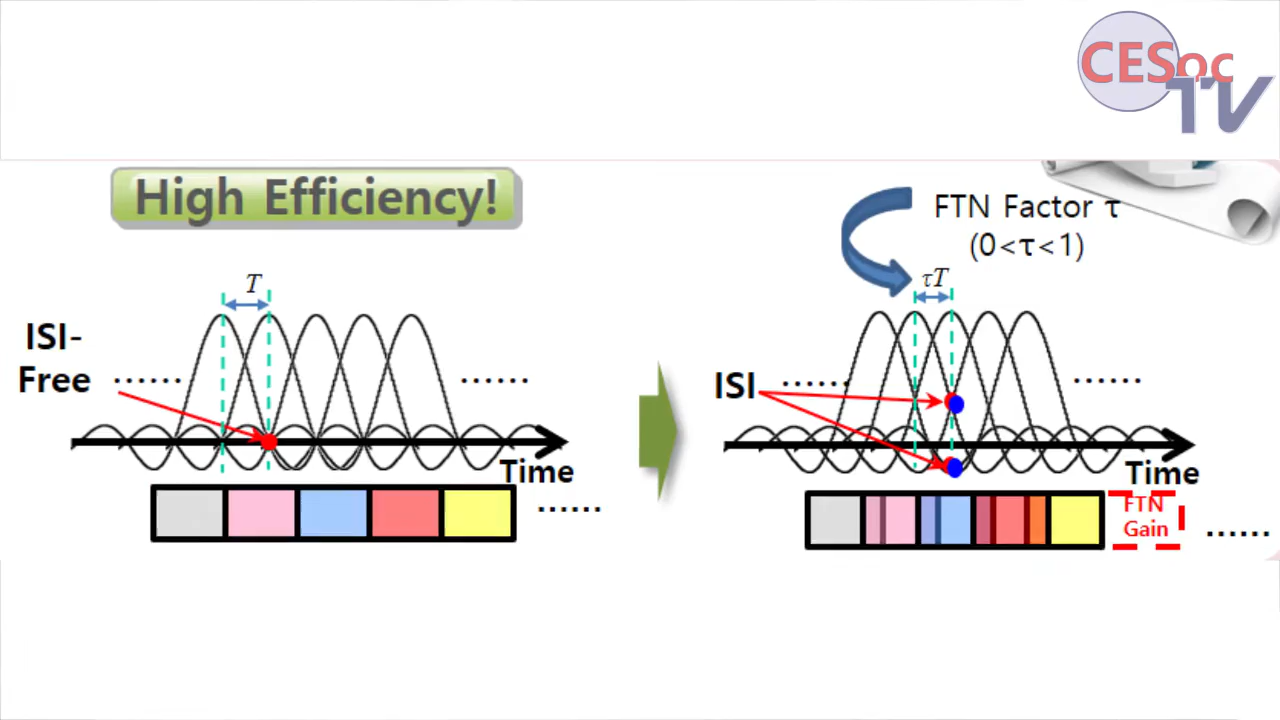 CESoc
TV
High Efficiency!
FTN Factor τ
(0<τ<1)
T
τT
ISI-
Free
......
......
ISI
......
......
Time
Time
......
FTN
Gain
......